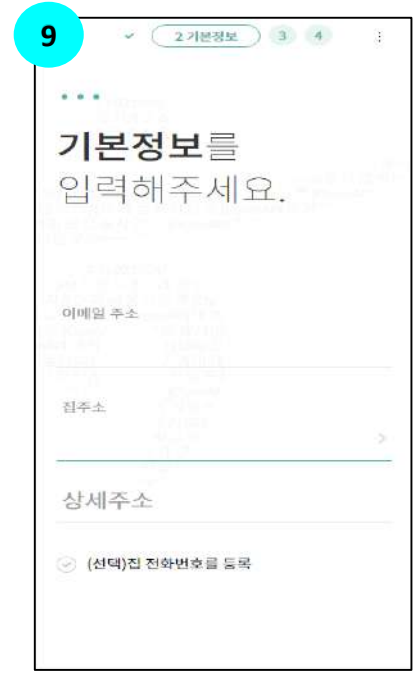 9
2 기본정보 3 4
기본정보를
입력해주세요.
이메일 주소
집주소
상세주소
(선택)집 전화번호를 등록